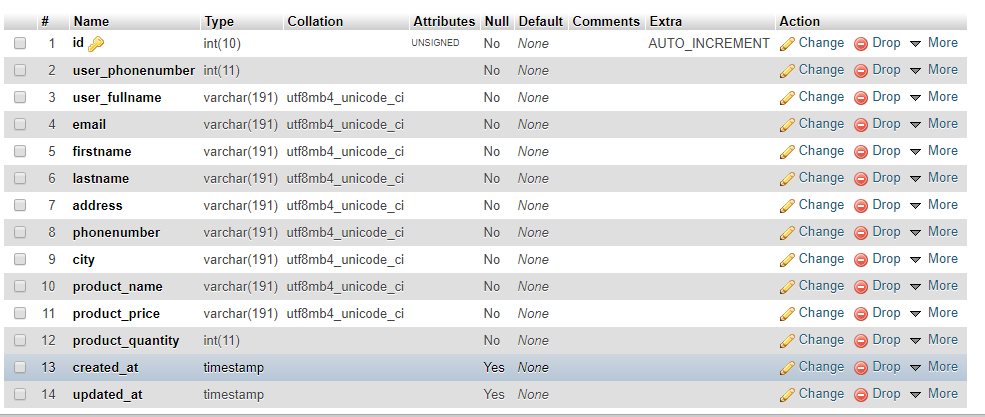 # Name Type Collation Attributes Null Default Comments Extra Action
1 id int(10) UNSIGNED No None AUTO_INCREMENT Change Drop More
2 user_phonenumber int(11) No None Change Drop More
3 user_fullname varchar(191) utf8mb4_unicode_ci No None Change Drop More
4 email varchar(191) utf8mb4_unicode_ci No None Change Drop More
5 firstname varchar(191) utf8mb4_unicode_ci No None Change Drop More
6 lastname varchar(191) utf8mb4_unicode_ci No None Change Drop More
7 address varchar(191) utf8mb4_unicode_ci No None Change Drop More
8 phonenumber varchar(191) utf8mb4_unicode_ci No None Change Drop More
9 city varchar(191) utf8mb4_unicode_ci No None Change Drop More
10 product_name varchar(191) utf8mb4_unicode_ci No None Change Drop More
11 product_price varchar(191) utf8mb4_unicode_ci No None Change Drop More
12 product_quantity int(11) No None Change Drop More
13 created_at timestamp Yes None Change Drop More
14 updated_at timestamp Yes None Change Drop More